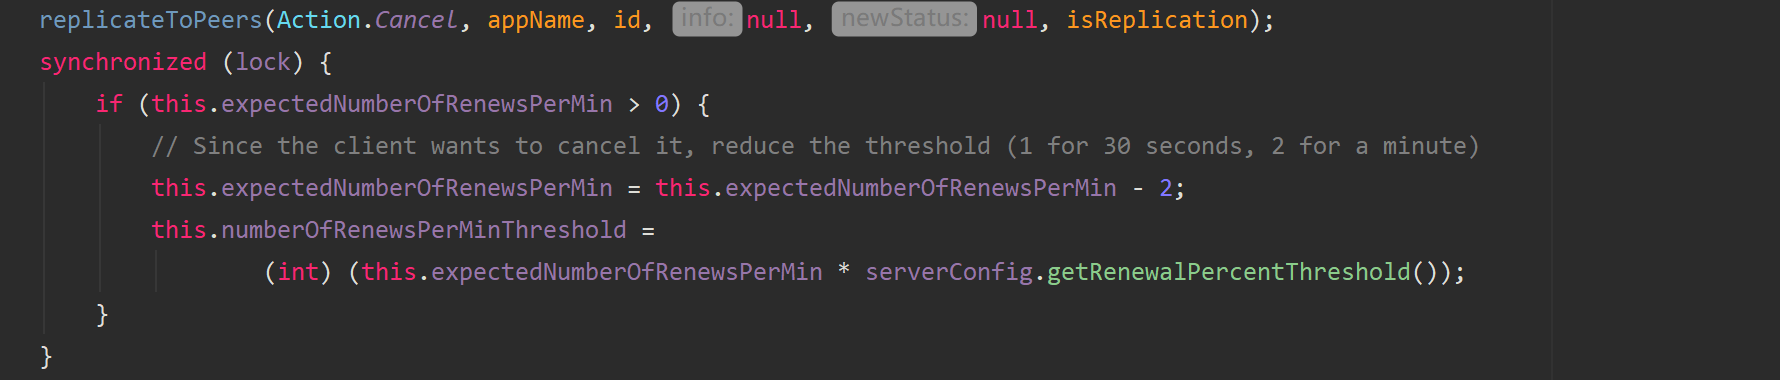 replicateToPeers(Action.Cancel, appName, id, info: null, newStatus: null, isReplication);
synchronized (lock) {
    if (this.expectedNumberOfRenewsPerMin > 0) {
        // Since the client wants to cancel it, reduce the threshold (1 for 30 seconds, 2 for a minute)
        this.expectedNumberOfRenewsPerMin = this.expectedNumberOfRenewsPerMin - 2;
        this.numberOfRenewsPerMinThreshold =
                (int) (this.expectedNumberOfRenewsPerMin * serverConfig.getRenewalPercentThreshold());
    }
}